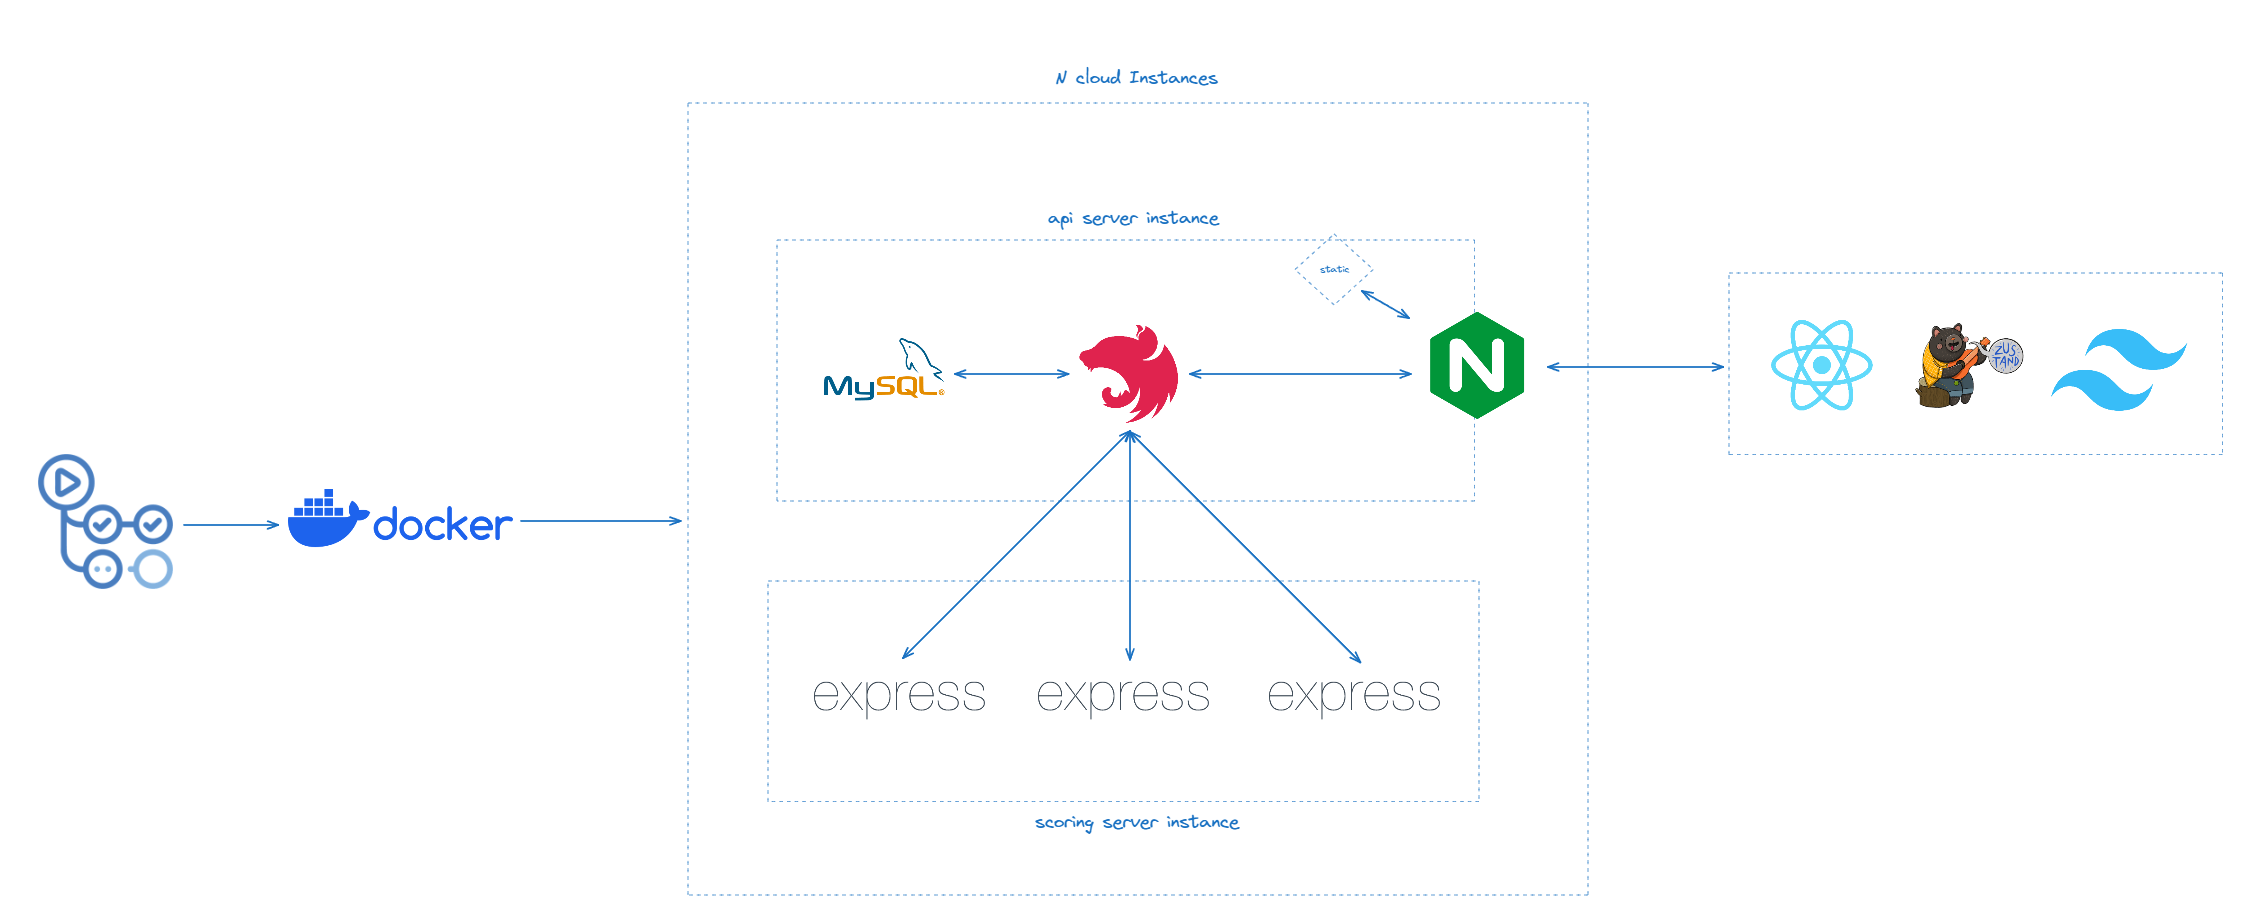 N cloud Instances
api server instance
static
MySQL®
N
ZUS
TAND
docker
express express express
scoring server instance